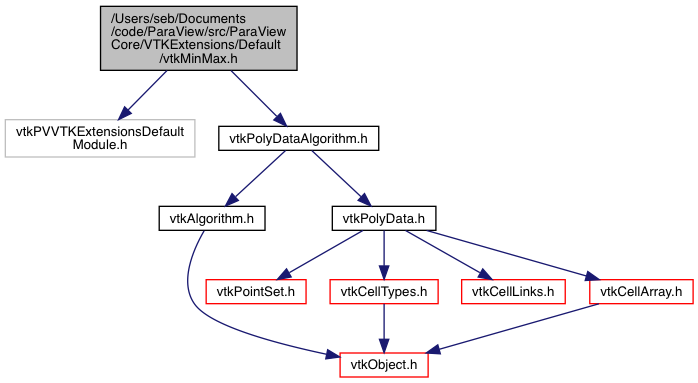 /Users/seb/Documents
/code/ParaView/src/ParaView
Core/VTKExtensions/Default
/vtkMinMax.h
vtkPVVTKExtensionsDefault
Module.h
vtkPolyDataAlgorithm.h
vtkAlgorithm.h
vtkPolyData.h
vtkPointSet.h
vtkCellTypes.h
vtkCellLinks.h
vtkCellArray.h
vtkObject.h